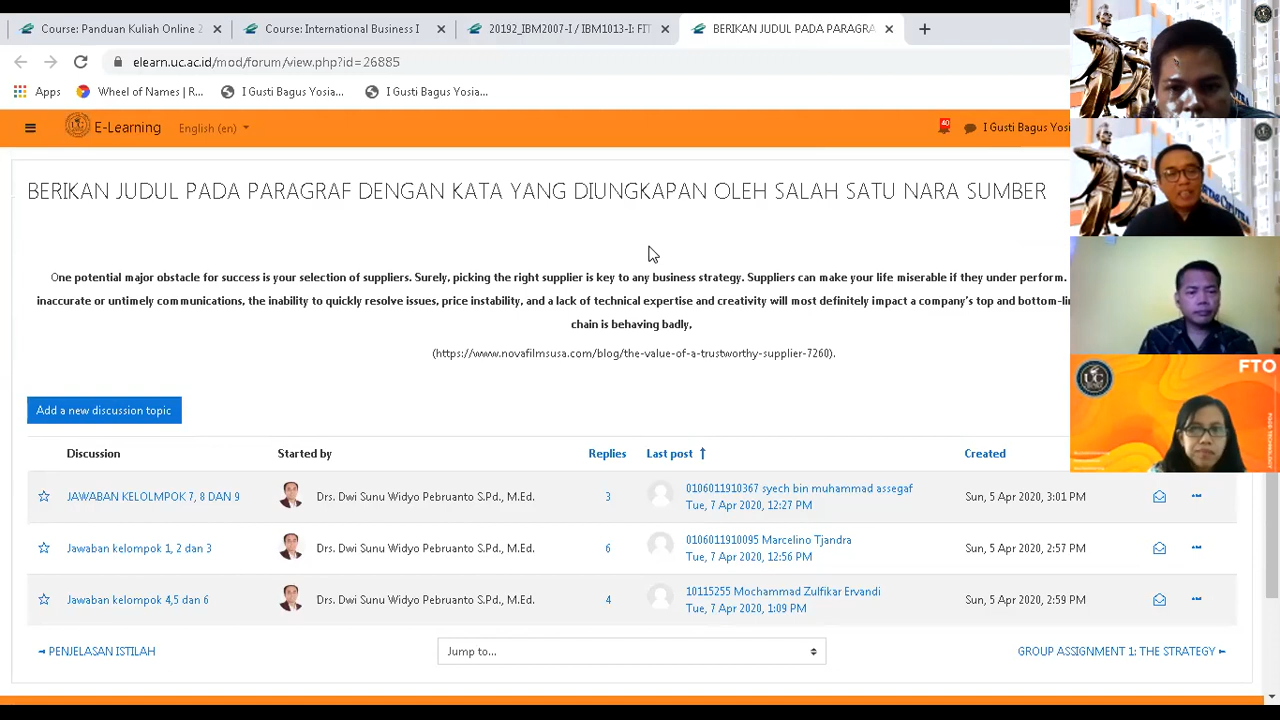 Course: Panduan Kuliah Online 2
Course: International Business
BERIKAN JUDUL PADA PARAGRA
elearn.uc.ac.id/mod/forum/view.php?id=26885
Apps
Wheel of Names | R...
I Gusti Bagus Yosia...
I Gusti Bagus Yosia...
E-Learning
English (en)
40
I Gusti Bagus Yosia
BERIKAN JUDUL PADA PARAGRAF DENGAN KATA YANG DIUNGKAPAN OLEH SALAH SATU NARA SUMBER
One potential major obstacle for success is your selection of suppliers. Surely, picking the right supplier is key to any business strategy. Suppliers can make your life miserable if they under perform.
inaccurate or untimely communications, the inability to quickly resolve issues, price instability, and a lack of technical expertise and creativity will most definitely impact a company's top and bottom-li
chain is behaving badly,
(https://www.novafilmsusa.com/blog/the-value-of-a-trustworthy-supplier-7260).
FTO
UC
Add a new discussion topic
Discussion
Started by
Replies
Last post
Created
JAWABAN KELOLMPOK 7, 8 DAN 9
Drs. Dwi Sunu Widyo Pebruanto S.Pd., M.Ed.
3
0106011910367 syech bin muhammad assegaf
Tue, 7 Apr 2020, 12:27 PM
Sun, 5 Apr 2020, 3:01 PM
Jawaban kelompok 1, 2 dan 3
Drs. Dwi Sunu Widyo Pebruanto S.Pd., M.Ed.
6
0106011910095 Marcelino Tjandra
Tue, 7 Apr 2020, 12:56 PM
Sun, 5 Apr 2020, 2:57 PM
Jawaban kelompok 4,5 dan 6
Drs. Dwi Sunu Widyo Pebruanto S.Pd., M.Ed.
4
10115255 Mochammad Zulfikar Ervandi
Tue, 7 Apr 2020, 1:09 PM
Sun, 5 Apr 2020, 2:59 PM
PENJELASAN ISTILAH
Jump to...
GROUP ASSIGNMENT 1: THE STRATEGY